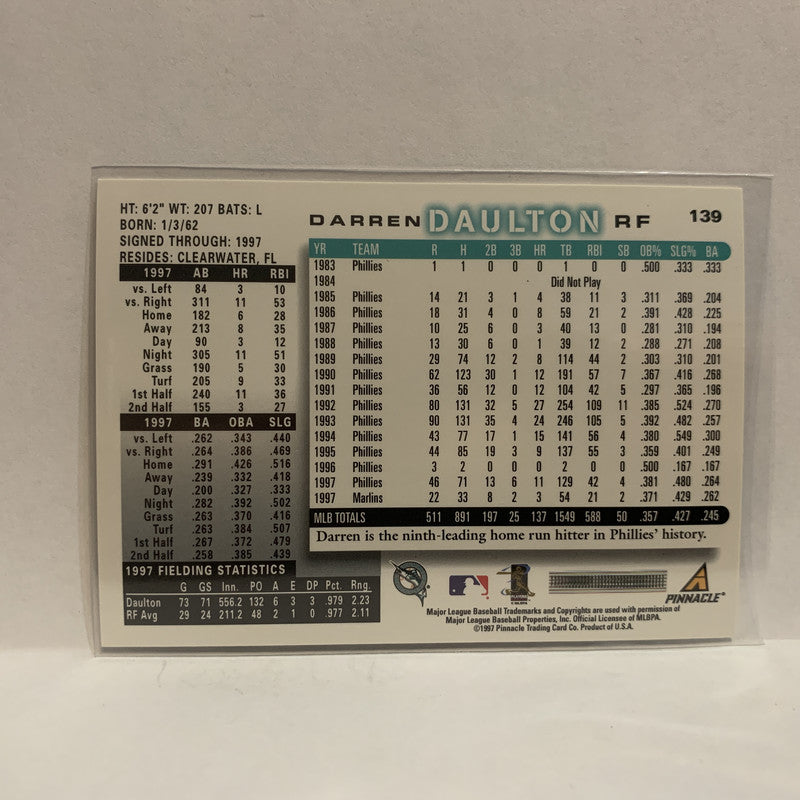 HT: 6'2" WT: 207 BATS: L
BORN: 1/3/62
SIGNED THROUGH: 1997
RESIDES: CLEARWATER, FL
1997 AB HR RBI
vs. Left 84 3 10
vs. Right 311 11 53
Home 182 6 28
Away 213 8 35
Day 90 3 12
Night 305 11 51
Grass 190 5 30
Turf 205 9 33
1st Half 240 11 36
2nd Half 155 3 27
1997 BA OBA SLG
vs. Left .262 .343 .440
vs. Right .264 .386 .469
Home .291 .426 .516
Away .239 .332 .418
Day .200 .327 .333
Night .282 .392 .502
Grass .263 .370 .416
Turf .263 .384 .507
1st Half .267 .372 .479
2nd Half .258 .385 .439
1997 FIELDING STATISTICS
G GS Inn. PO A E DP Pct. Rng.
Daulton 73 71 556.2 132 6 3 3 .979 2.23
RF Avg 29 24 211.2 48 2 1 0 .977 2.11
DARREN DAULTON RF 139
YR TEAM R H 2B 3B HR TB RBI SB OB% SLG% BA
1983 Phillies 1 1 0 0 0 1 0 0 .500 .333 .333
1984 Did Not Play
1985 Phillies 14 21 3 1 4 38 11 3 .311 .369 .204
1986 Phillies 18 31 4 0 8 59 21 2 .391 .428 .225
1987 Phillies 10 25 6 0 3 40 13 0 .281 .310 .194
1988 Phillies 13 30 6 0 1 39 12 2 .288 .271 .208
1989 Phillies 29 74 12 2 8 114 44 2 .303 .310 .201
1990 Phillies 62 123 30 1 12 191 57 7 .367 .416 .268
1991 Phillies 36 56 12 0 12 104 42 5 .297 .365 .196
1992 Phillies 80 131 32 5 27 254 109 11 .385 .524 .270
1993 Phillies 90 131 35 4 24 246 105 5 .392 .482 .257
1994 Phillies 43 77 17 1 15 141 56 4 .380 .549 .300
1995 Phillies 44 85 19 3 9 137 55 3 .359 .401 .249
1996 Phillies 3 2 0 0 0 2 0 0 .500 .167 .167
1997 Phillies 46 71 13 6 11 129 42 4 .381 .480 .264
1997 Marlins 22 33 8 2 3 54 21 2 .371 .429 .262
MLB TOTALS 511 891 197 25 137 1549 588 50 .357 .427 .245
Darren is the ninth-leading home run hitter in Phillies' history.
PINNACLE
Major League Baseball Trademarks and Copyrights are used with permission of
Major League Baseball Properties, Inc. Official Licensee of MLBPA.
©1997 Pinnacle Trading Card Co. Product of U.S.A.